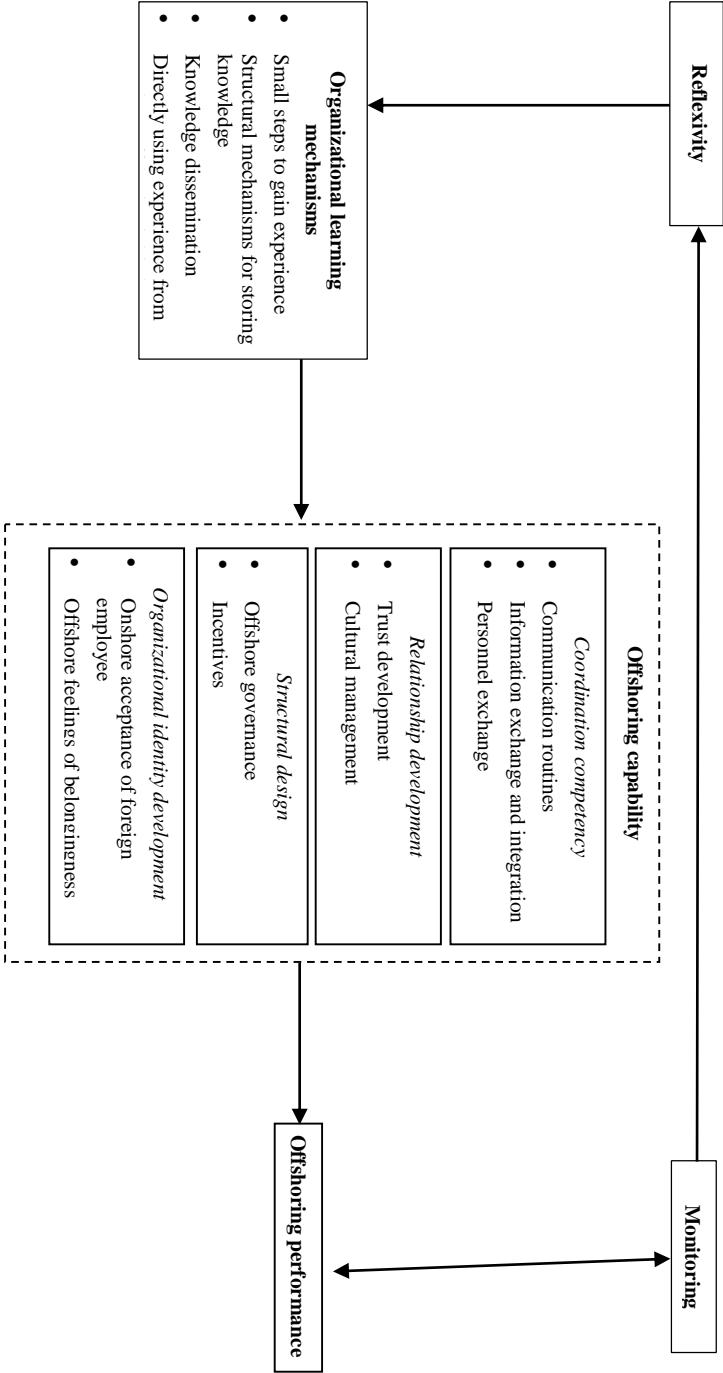 Reflexivity
Monitoring
Organizational learning
mechanisms
• Small steps to gain experience
• Structural mechanisms for storing
knowledge
• Knowledge dissemination
• Directly using experience from
Offshoring capability
Coordination competency
• Communication routines
• Information exchange and integration
• Personnel exchange
Relationship development
• Trust development
• Cultural management
Structural design
• Offshore governance
• Incentives
Organizational identity development
• Onshore acceptance of foreign
employee
• Offshore feelings of belongingness
Offshoring performance